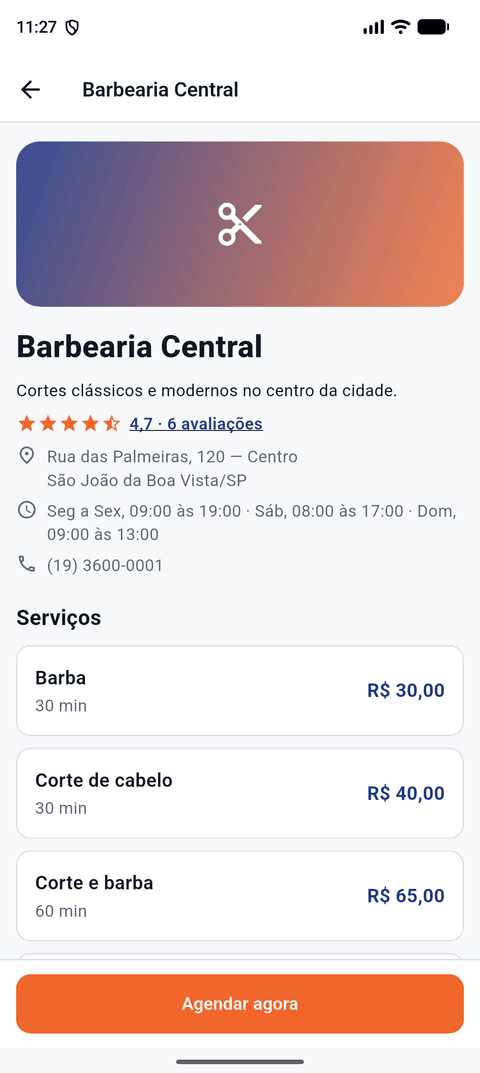 11:27
Barbearia Central
Barbearia Central
Cortes clássicos e modernos no centro da cidade.
4,7 · 6 avaliações
Rua das Palmeiras, 120 — Centro
São João da Boa Vista/SP
Seg a Sex, 09:00 às 19:00 · Sáb, 08:00 às 17:00 · Dom,
09:00 às 13:00
(19) 3600-0001
Serviços
Barba
30 min
R$ 30,00
Corte de cabelo
30 min
R$ 40,00
Corte e barba
60 min
R$ 65,00
Agendar agora